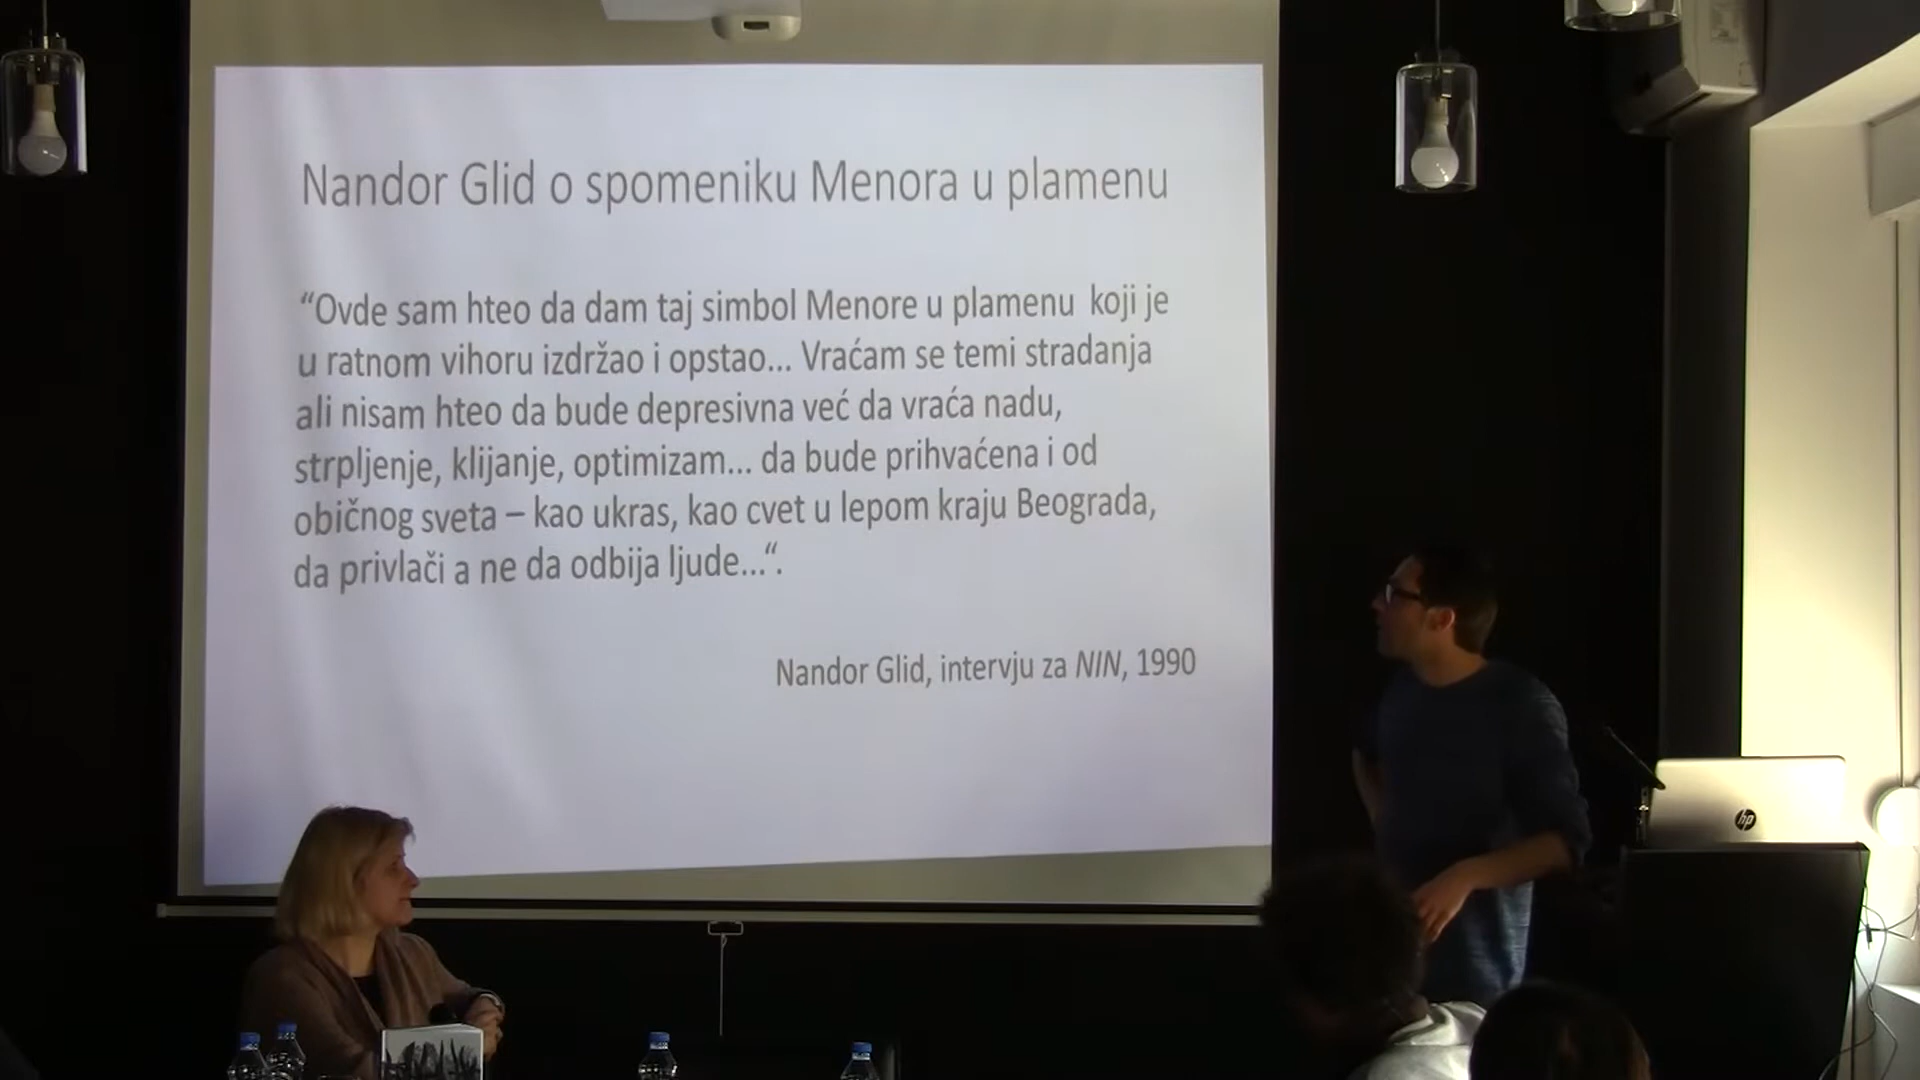 Nandor Glid o spomeniku Menora u plamenu
“Ovde sam hteo da dam taj simbol Menore u plamenu koji je
u ratnom vihoru izdržao i opstao... Vraćam se temi stradanja
ali nisam hteo da bude depresivna već da vraća nadu,
strpljenje, klijanje, optimizam... da bude prihvaćena i od
običnog sveta – kao ukras, kao cvet u lepom kraju Beograda,
da privlači a ne da odbija ljude...“.
Nandor Glid, intervju za NIN, 1990
hp